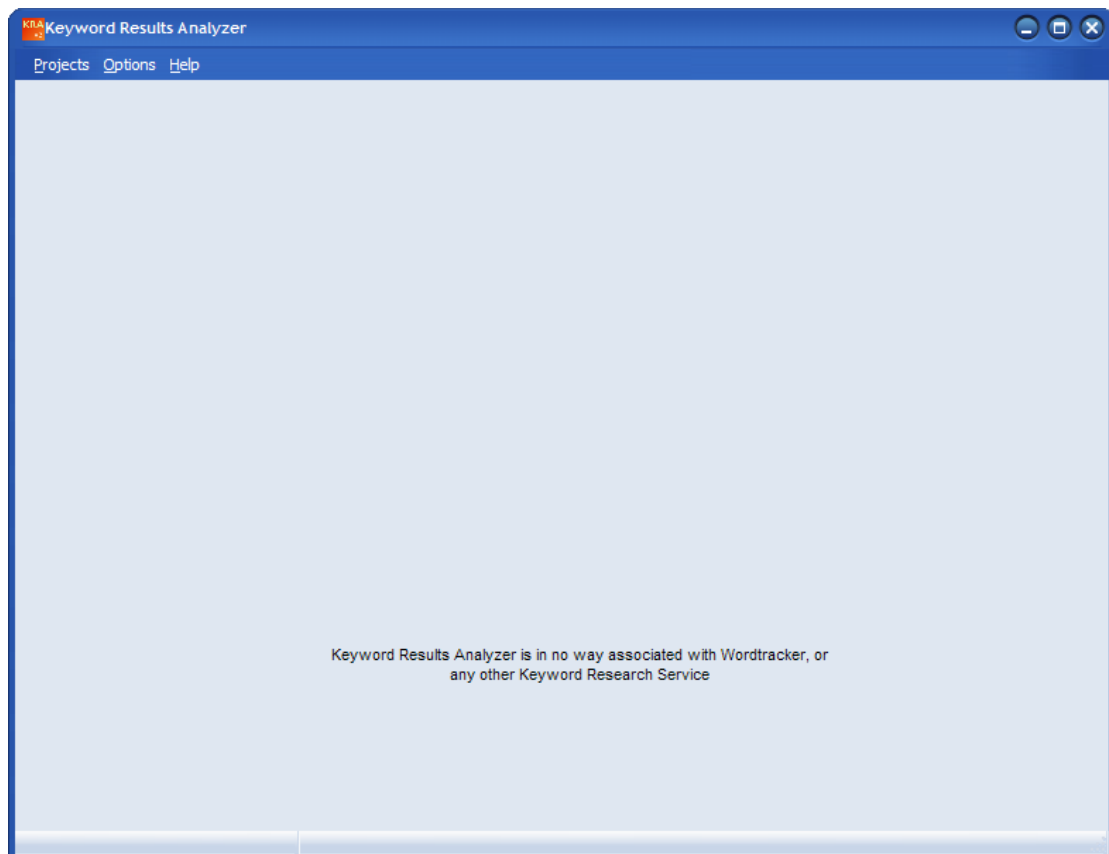 KRA
+2
Keyword Results Analyzer
Projects Options Help
Keyword Results Analyzer is in no way associated with Wordtracker, or
any other Keyword Research Service